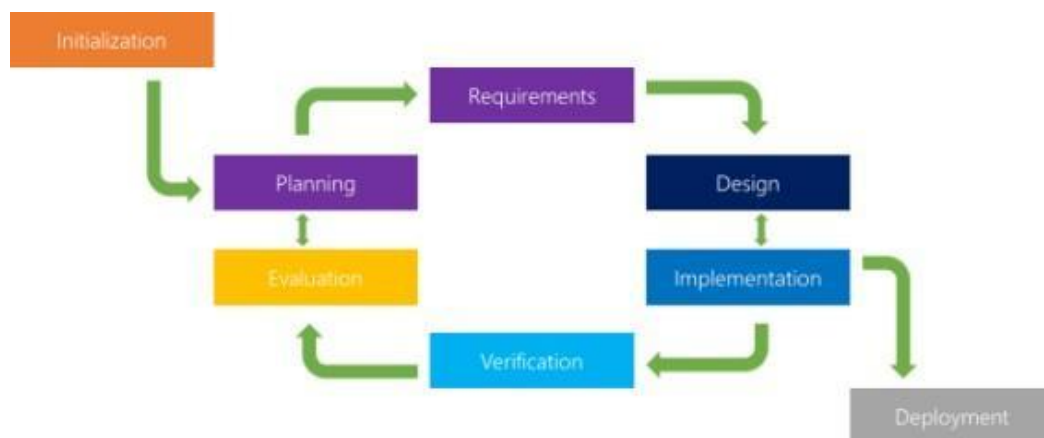 Initialization
Requirements
Planning
Design
Evaluation
Implementation
Verification
Deployment